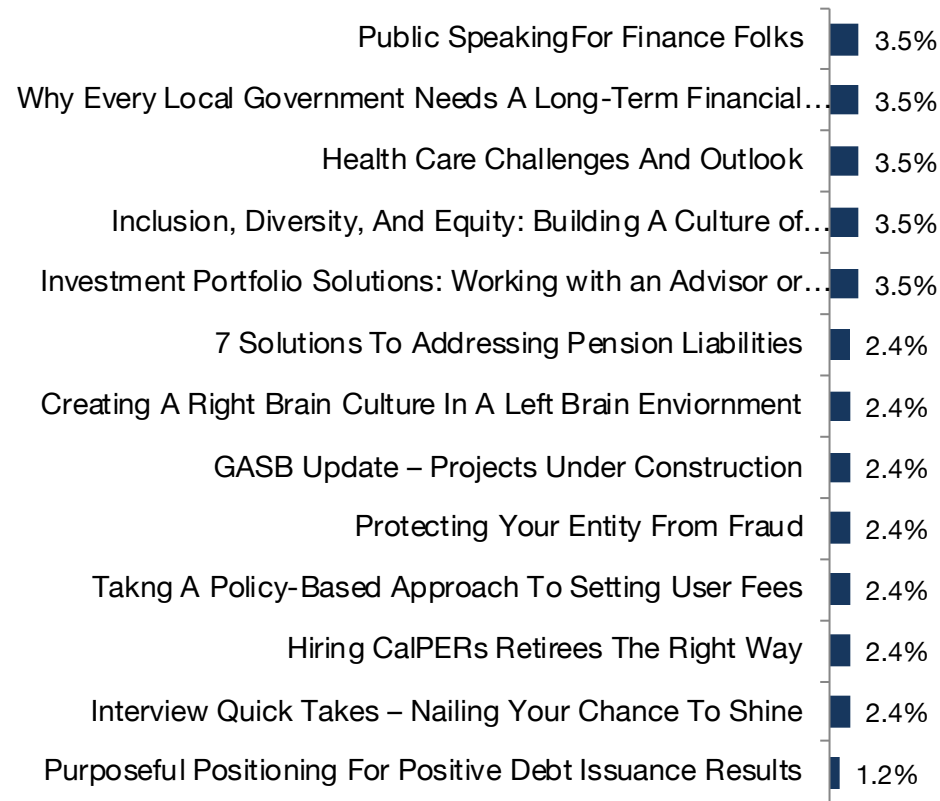 Public SpeakingFor Finance Folks 3.5%
Why Every Local Government Needs A Long-Term Financial... 3.5%
Health Care Challenges And Outlook 3.5%
Inclusion, Diversity, And Equity: Building A Culture of... 3.5%
Investment Portfolio Solutions: Working with an Advisor or... 3.5%
7 Solutions To Addressing Pension Liabilities 2.4%
Creating A Right Brain Culture In A Left Brain Enviornment 2.4%
GASB Update – Projects Under Construction 2.4%
Protecting Your Entity From Fraud 2.4%
Takng A Policy-Based Approach To Setting User Fees 2.4%
Hiring CalPERs Retirees The Right Way 2.4%
Interview Quick Takes – Nailing Your Chance To Shine 2.4%
Purposeful Positioning For Positive Debt Issuance Results 1.2%